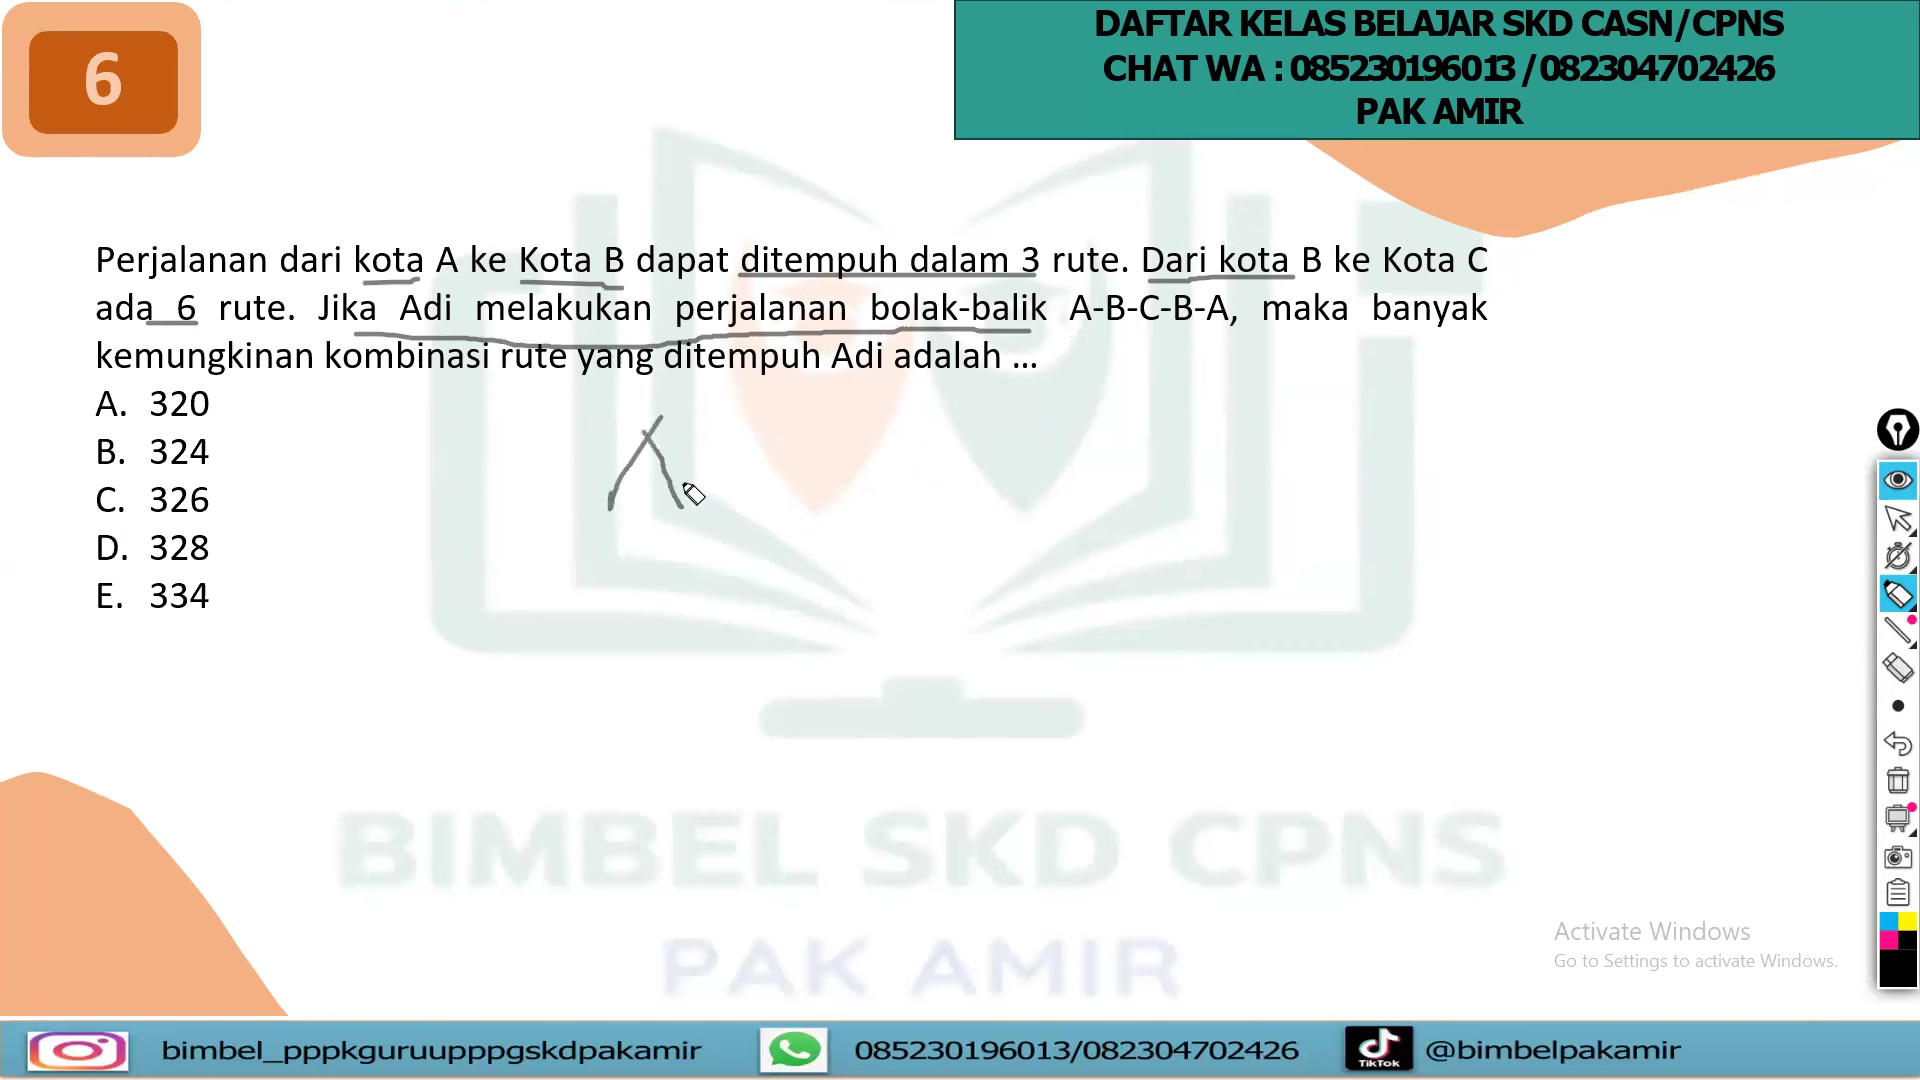 6
DAFTAR KELAS BELAJAR SKD CASN/CPNS
CHAT WA : 085230196013 / 082304702426
PAK AMIR
Perjalanan dari kota A ke Kota B dapat ditempuh dalam 3 rute. Dari kota B ke Kota C
ada 6 rute. Jika Adi melakukan perjalanan bolak-balik A-B-C-B-A, maka banyak
kemungkinan kombinasi rute yang ditempuh Adi adalah ...
A. 320
B. 324
C. 326
D. 328
E. 334
A
BIMBEL SKD CPNS
PAK AMIR
Activate Windows
Go to Settings to activate Windows.
bimbel_pppkguruupppgskdpakamir
085230196013/082304702426
TikTok
@bimbelpakamir